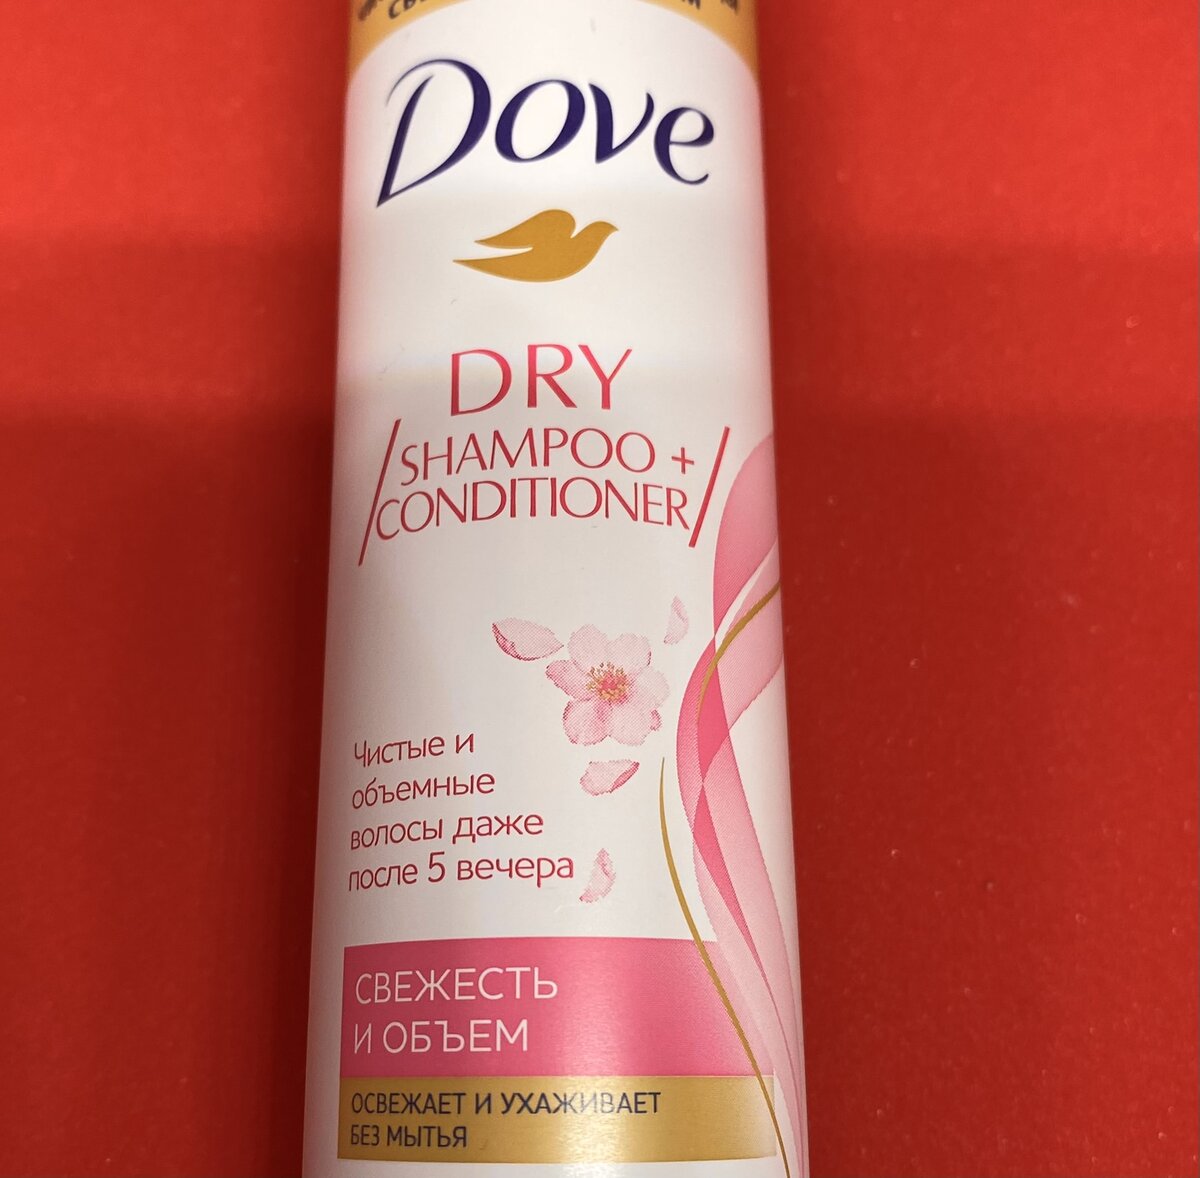 Dove
DRY
SHAMPOO +
CONDITIONER
Чистые и
объемные
волосы даже
после 5 вечера
СВЕЖЕСТЬ
И ОБЪЕМ
ОСВЕЖАЕТ И УХАЖИВАЕТ
БЕЗ МЫТЬЯ